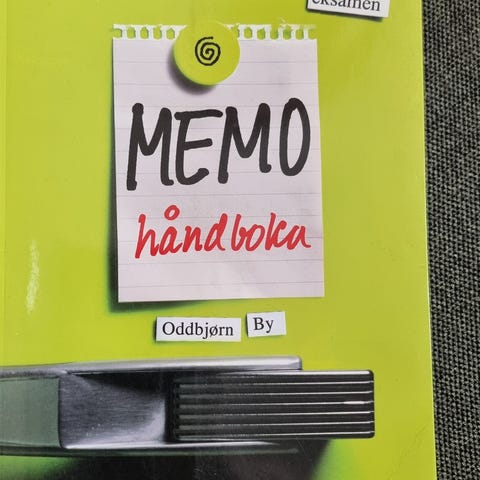 eksamen
MEMO
håndboka
Oddbjørn By